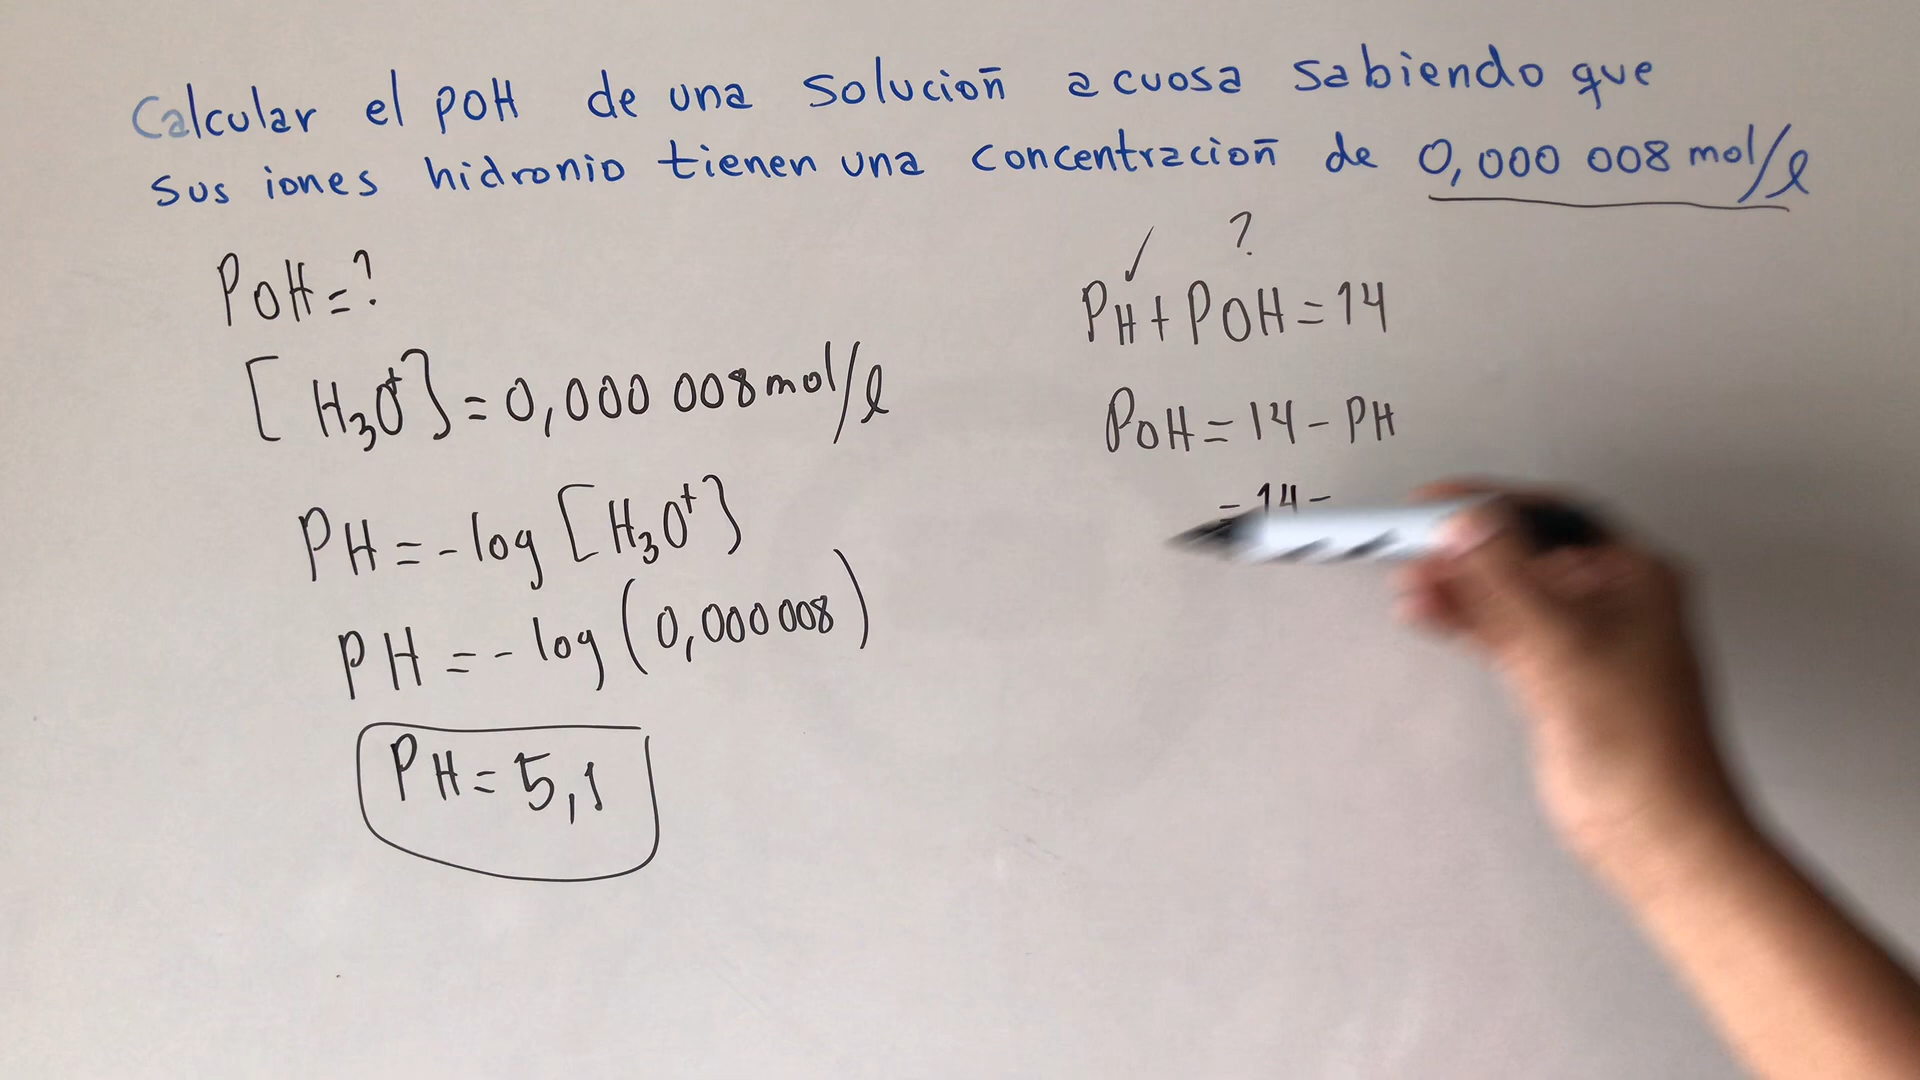 Calcular el pOH de una solución acuosa sabiendo que
sus iones hidronio tienen una concentración de 0,000 008 mol/l
POH=?
[H₃O⁺]=0,000 008 mol/l
PH=-log [H₃O⁺]
PH=-log(0,000 008)
PH=5,1
✓ ?
PH+POH=14
POH=14-PH
=14-